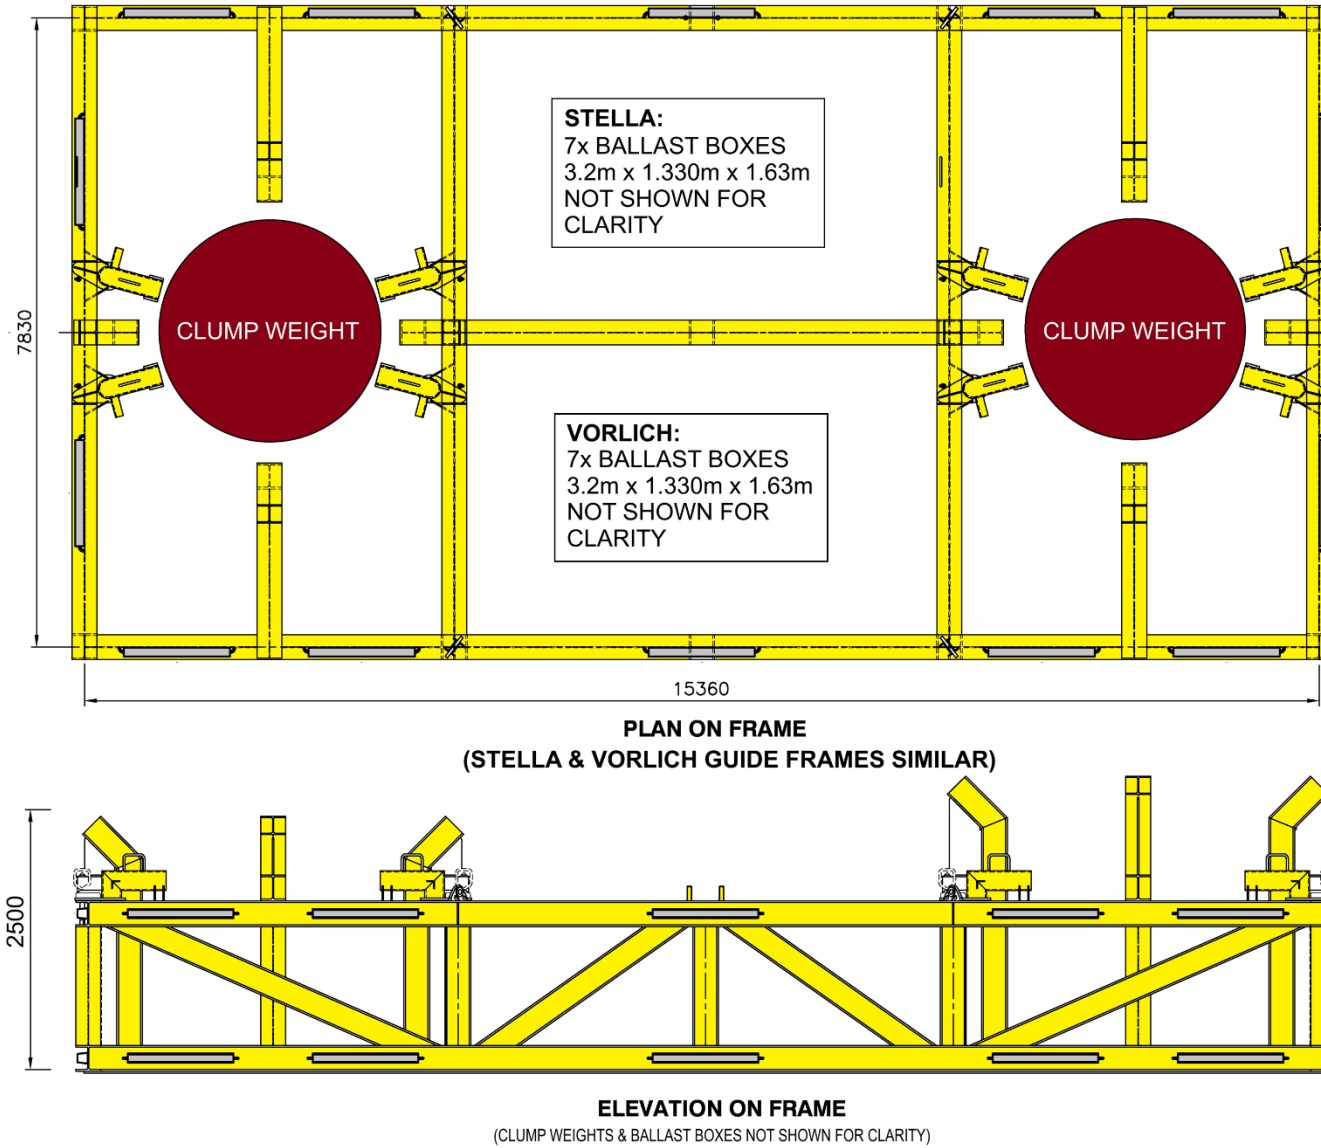 STELLA:
7x BALLAST BOXES
3.2m x 1.330m x 1.63m
NOT SHOWN FOR
CLARITY
7830
CLUMP WEIGHT
CLUMP WEIGHT
VORLICH:
7x BALLAST BOXES
3.2m x 1.330m x 1.63m
NOT SHOWN FOR
CLARITY
15360
PLAN ON FRAME
(STELLA & VORLICH GUIDE FRAMES SIMILAR)
2500
ELEVATION ON FRAME
(CLUMP WEIGHTS & BALLAST BOXES NOT SHOWN FOR CLARITY)